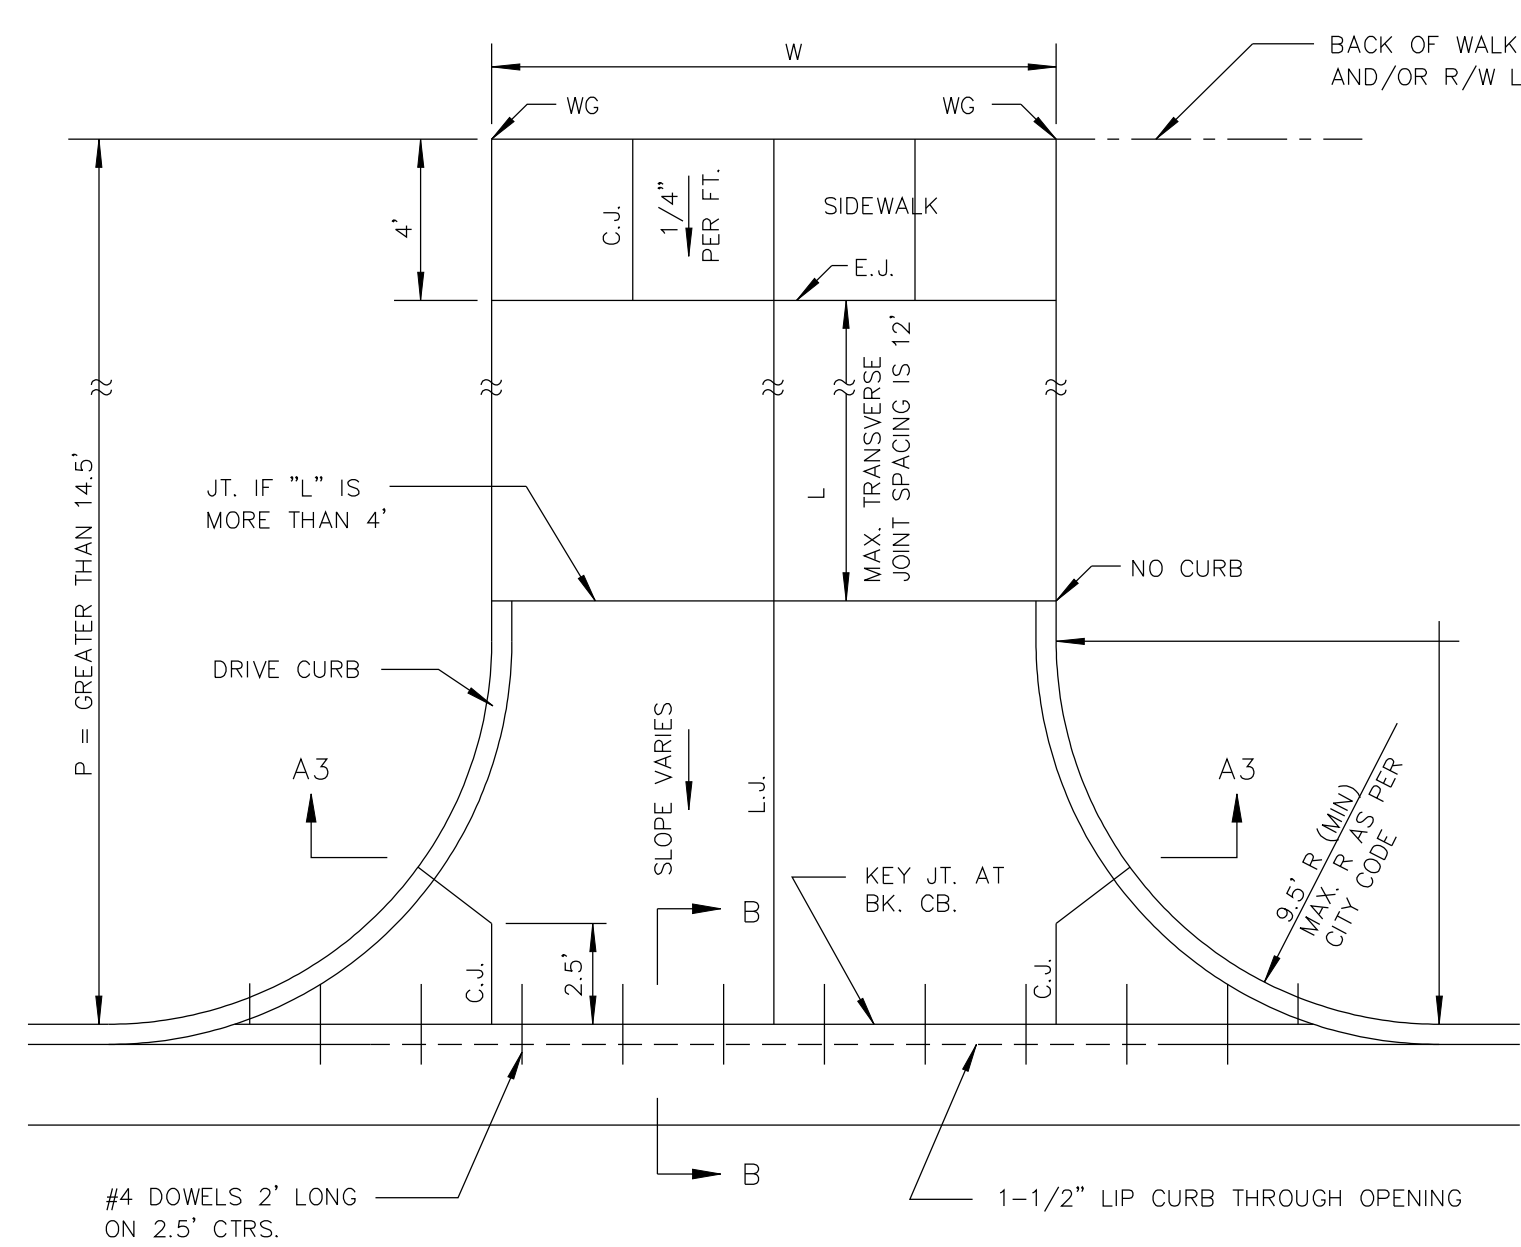 W
BACK OF WALK
AND/OR R/W L
WG
WG
4'
C.J.
1/4"
PER FT.
SIDEWALK
E.J.
P = GREATER THAN 14.5'
JT. IF "L" IS
MORE THAN 4'
L
MAX. TRANSVERSE
JOINT SPACING IS 12'
NO CURB
DRIVE CURB
SLOPE VARIES
L.J.
A3
A3
9.5' R (MIN)
MAX. R AS PER
CITY CODE
KEY JT. AT
BK. CB.
B
C.J.
2.5'
C.J.
B
#4 DOWELS 2' LONG
ON 2.5' CTRS.
1-1/2" LIP CURB THROUGH OPENING